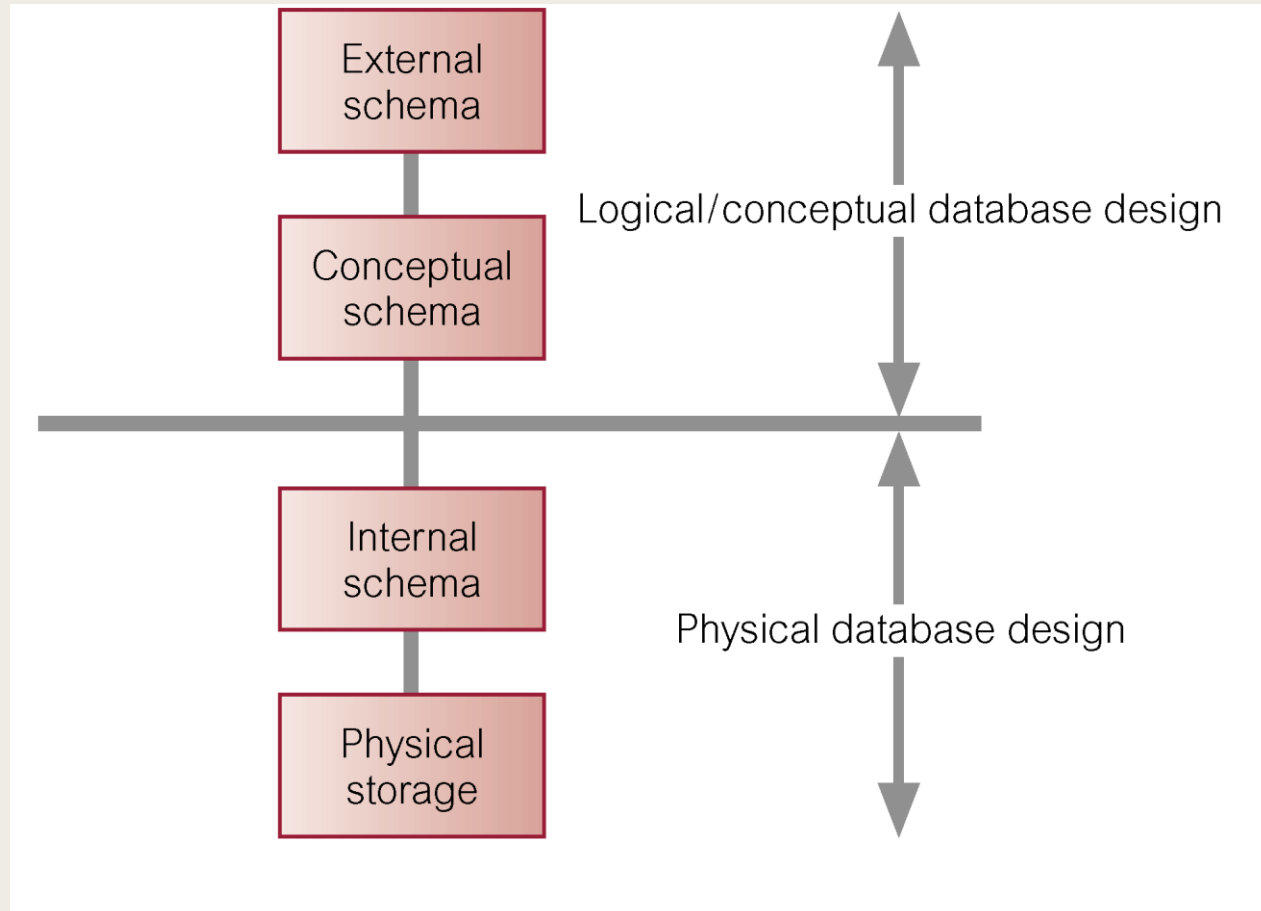 External
schema
Logical/conceptual database design
Conceptual
schema
Internal
schema
Physical database design
Physical
storage